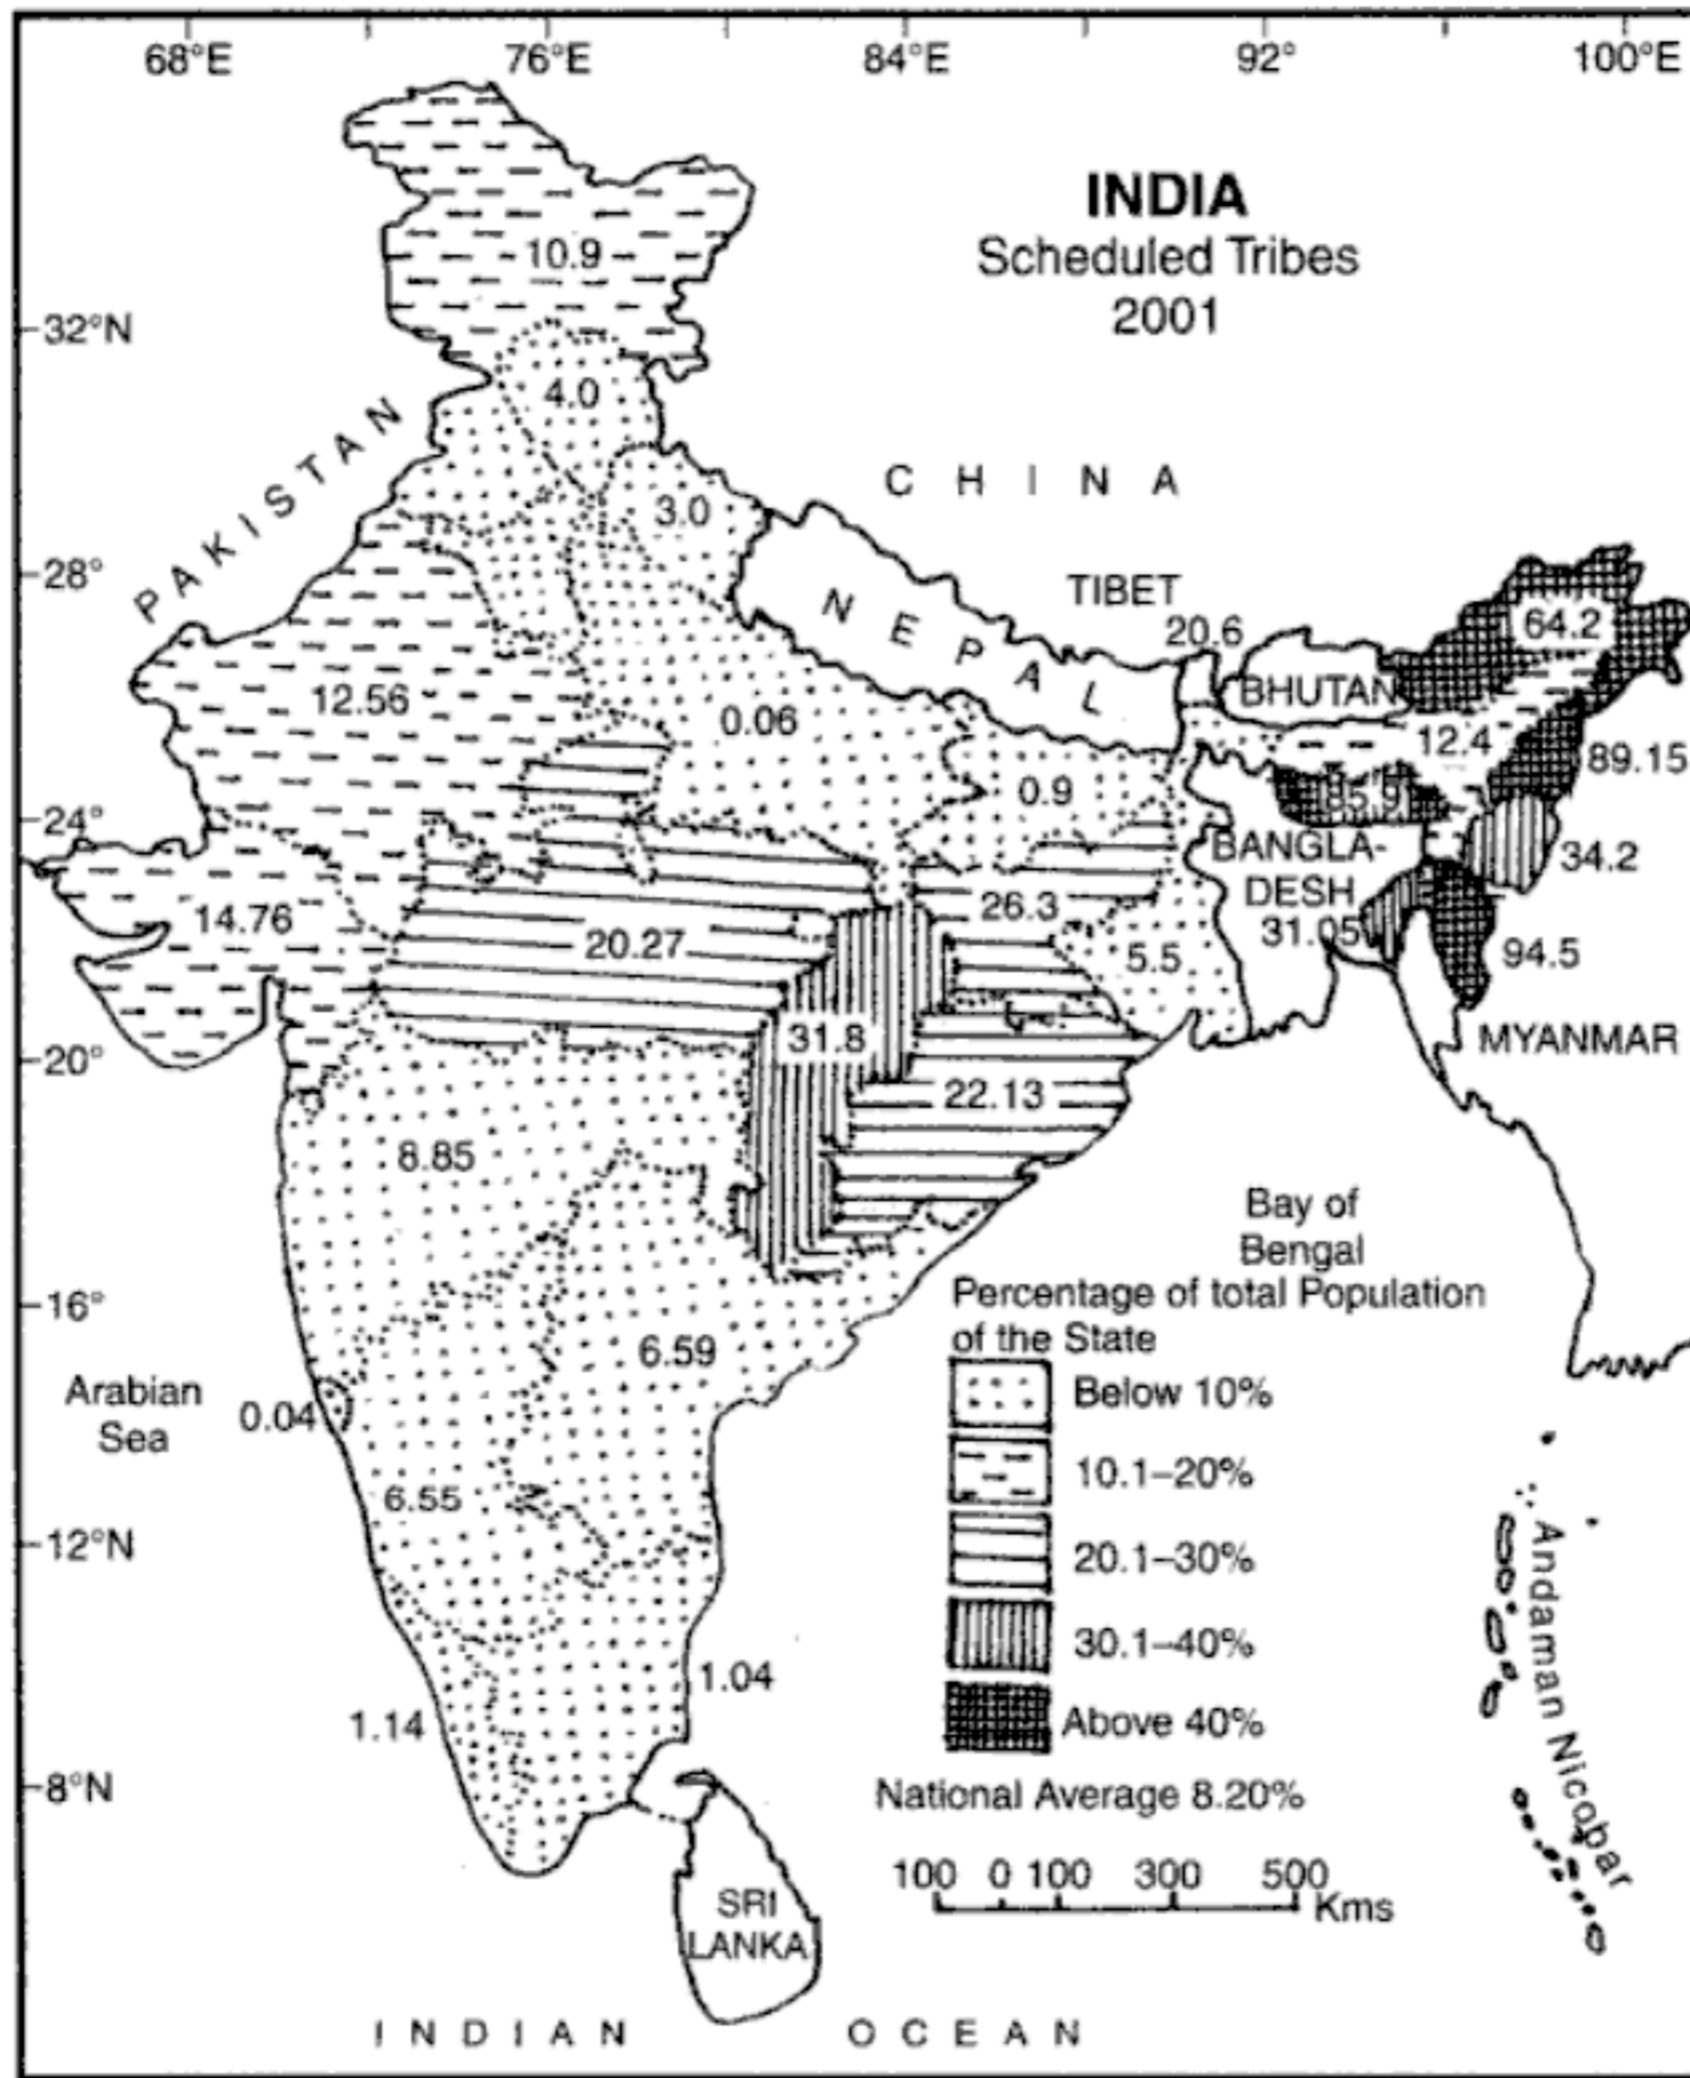 68°E 76°E 84°E 92° 100°E
INDIA
Scheduled Tribes
2001
10.9
32°N
4.0
PAKISTAN
CHINA
3.0
28°
TIBET
NEPAL
20.6
64.2
BHUTAN
12.56
0.06
12.4
89.15
0.9
85.9
24°
BANGLA-
DESH
34.2
14.76
26.3
31.05
20.27
5.5
94.5
31.8
MYANMAR
20°
22.13
8.85
Bay of
Bengal
16°
Percentage of total Population
of the State
6.59
Arabian
Sea
0.04
Below 10%
10.1–20%
6.55
12°N
20.1–30%
30.1–40%
1.04
1.14
Above 40%
Andaman Nicobar
8°N
National Average 8.20%
100 0 100 300 500
Kms
SRI
LANKA
INDIAN OCEAN